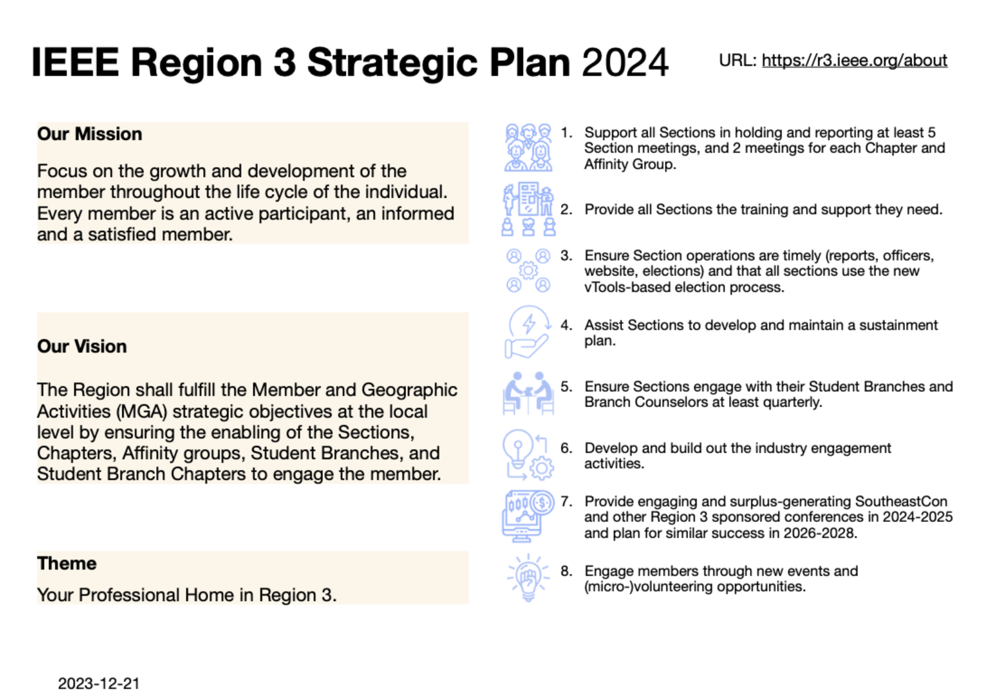 IEEE Region 3 Strategic Plan 2024
URL: https://r3.ieee.org/about
Our Mission
Focus on the growth and development of the
member throughout the life cycle of the individual.
Every member is an active participant, an informed
and a satisfied member.
Our Vision
The Region shall fulfill the Member and Geographic
Activities (MGA) strategic objectives at the local
level by ensuring the enabling of the Sections,
Chapters, Affinity groups, Student Branches, and
Student Branch Chapters to engage the member.
Theme
Your Professional Home in Region 3.
1. Support all Sections in holding and reporting at least 5
Section meetings, and 2 meetings for each Chapter and
Affinity Group.
2. Provide all Sections the training and support they need.
3. Ensure Section operations are timely (reports, officers,
website, elections) and that all sections use the new
vTools-based election process.
4. Assist Sections to develop and maintain a sustainment
plan.
5. Ensure Sections engage with their Student Branches and
Branch Counselors at least quarterly.
6. Develop and build out the industry engagement
activities.
7. Provide engaging and surplus-generating SoutheastCon
and other Region 3 sponsored conferences in 2024-2025
and plan for similar success in 2026-2028.
8. Engage members through new events and
(micro-)volunteering opportunities.
2023-12-21